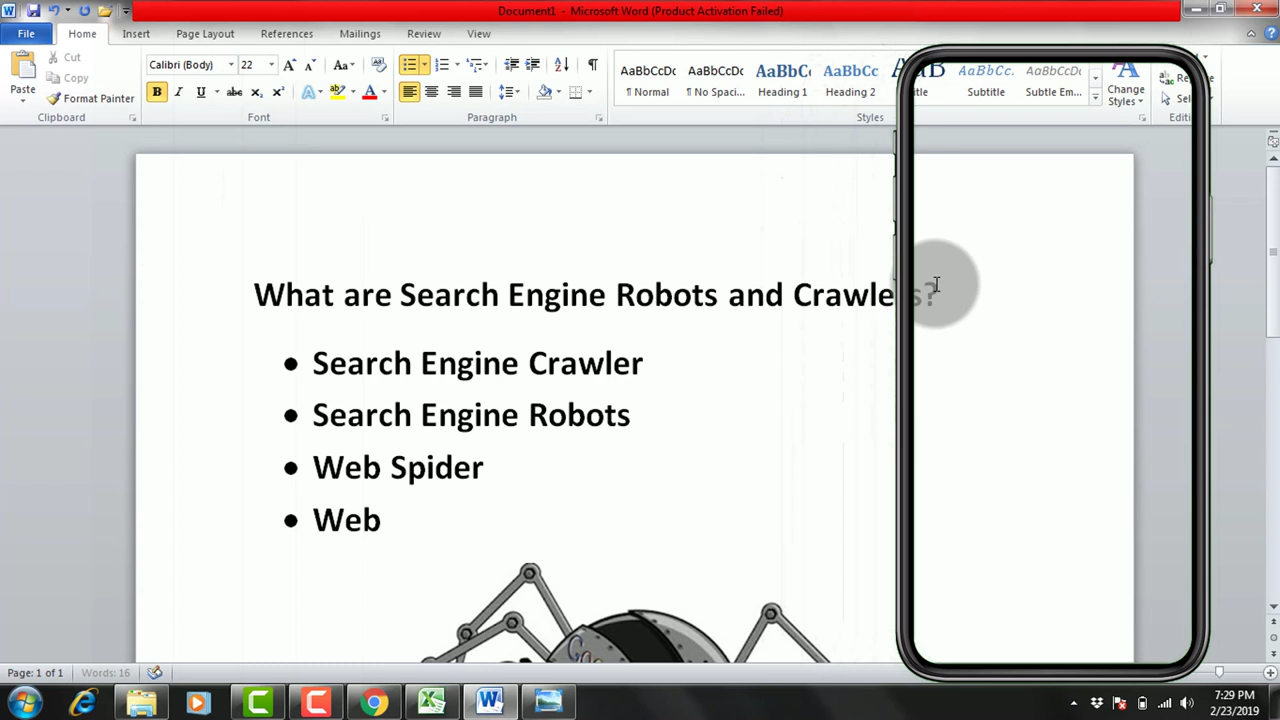 Document1 - Microsoft Word (Product Activation Failed)
File Home Insert Page Layout References Mailings Review View
Paste Cut Copy Format Painter
Calibri (Body) 22
AaBbCcDc AaBbCcDc AaBbCc AaBbCc AaBbCc. AaBbCcDc
¶ Normal ¶ No Spaci... Heading 1 Heading 2 Subtitle Subtle Em... Change Styles
Clipboard Font Paragraph Styles
What are Search Engine Robots and Crawlers?
• Search Engine Crawler
• Search Engine Robots
• Web Spider
• Web
Page: 1 of 1 Words: 16
7:29 PM
2/23/2019